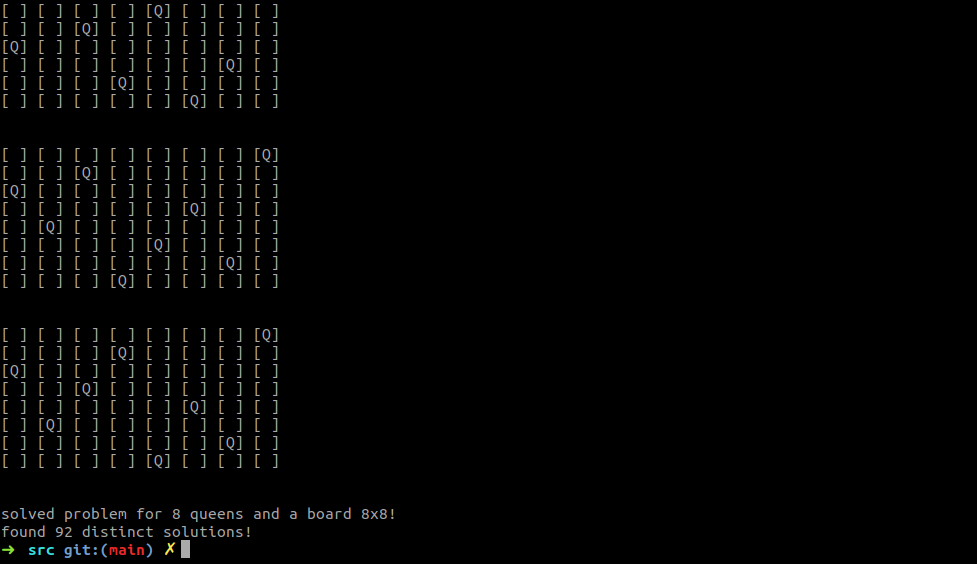 [ ] [ ] [ ] [ ] [Q] [ ] [ ] [ ]
[ ] [ ] [Q] [ ] [ ] [ ] [ ] [ ]
[Q] [ ] [ ] [ ] [ ] [ ] [ ] [ ]
[ ] [ ] [ ] [ ] [ ] [ ] [Q] [ ]
[ ] [ ] [ ] [Q] [ ] [ ] [ ] [ ]
[ ] [ ] [ ] [ ] [ ] [Q] [ ] [ ]
[ ] [ ] [ ] [ ] [ ] [ ] [ ] [Q]
[ ] [ ] [Q] [ ] [ ] [ ] [ ] [ ]
[Q] [ ] [ ] [ ] [ ] [ ] [ ] [ ]
[ ] [ ] [ ] [ ] [ ] [Q] [ ] [ ]
[ ] [Q] [ ] [ ] [ ] [ ] [ ] [ ]
[ ] [ ] [ ] [ ] [Q] [ ] [ ] [ ]
[ ] [ ] [ ] [ ] [ ] [ ] [Q] [ ]
[ ] [ ] [ ] [Q] [ ] [ ] [ ] [ ]
[ ] [ ] [ ] [ ] [ ] [ ] [ ] [Q]
[ ] [ ] [ ] [Q] [ ] [ ] [ ] [ ]
[Q] [ ] [ ] [ ] [ ] [ ] [ ] [ ]
[ ] [ ] [Q] [ ] [ ] [ ] [ ] [ ]
[ ] [ ] [ ] [ ] [ ] [Q] [ ] [ ]
[ ] [Q] [ ] [ ] [ ] [ ] [ ] [ ]
[ ] [ ] [ ] [ ] [ ] [ ] [Q] [ ]
[ ] [ ] [ ] [ ] [Q] [ ] [ ] [ ]
solved problem for 8 queens and a board 8x8!
found 92 distinct solutions!
➜ src git:(main) ✗